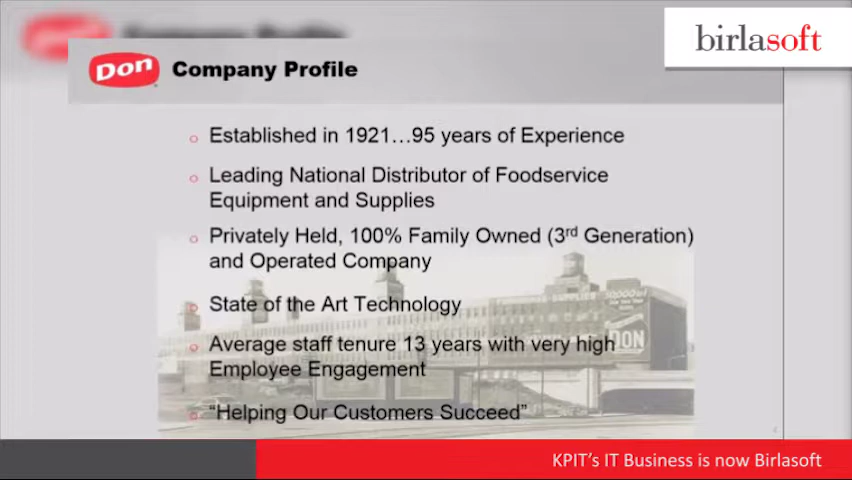 birlasoft
Don Company Profile
Established in 1921...95 years of Experience
Leading National Distributor of Foodservice
Equipment and Supplies
Privately Held, 100% Family Owned (3rd Generation)
and Operated Company
State of the Art Technology
Average staff tenure 13 years with very high
Employee Engagement
“Helping Our Customers Succeed”
DON
4
KPIT's IT Business is now Birlasoft